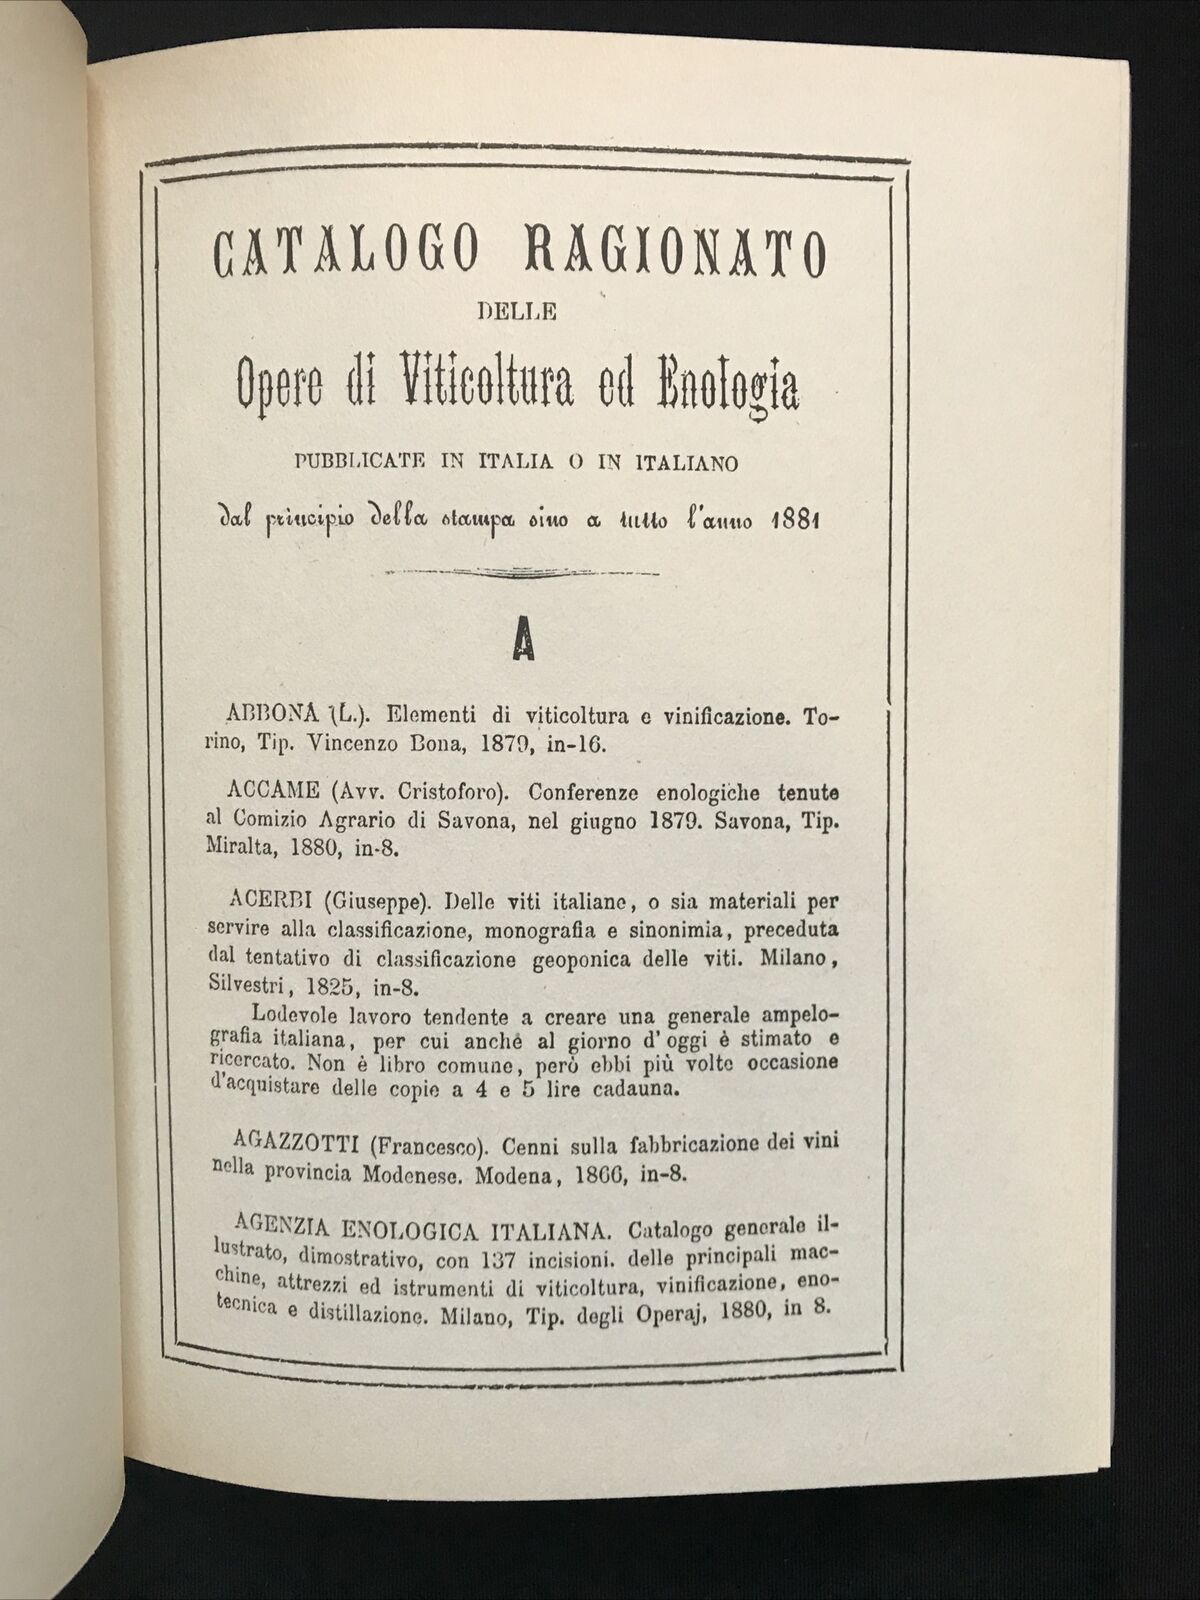 CATALOGO RAGIONATO
DELLE
Opere di Viticoltura ed Enologia
PUBBLICATE IN ITALIA O IN ITALIANO
dal principio della stampa sino a tutto l'anno 1881
A
ABBONA (L.). Elementi di viticoltura e vinificazione. To-
rino, Tip. Vincenzo Bona, 1879, in-16.
ACCAME (Avv. Cristoforo). Conferenze enologiche tenute
al Comizio Agrario di Savona, nel giugno 1879. Savona, Tip.
Miralta, 1880, in-8.
ACERBI (Giuseppe). Delle viti italiane, o sia materiali per
servire alla classificazione, monografia e sinonimia, preceduta
dal tentativo di classificazione geoponica delle viti. Milano,
Silvestri, 1825, in-8.
Lodevole lavoro tendente a creare una generale ampelo-
grafia italiana, per cui anche al giorno d'oggi è stimato e
ricercato. Non è libro comune, però ebbi più volte occasione
d'acquistare delle copie a 4 e 5 lire cadauna.
AGAZZOTTI (Francesco). Cenni sulla fabbricazione dei vini
nella provincia Modenese. Modena, 1866, in-8.
AGENZIA ENOLOGICA ITALIANA. Catalogo generale il-
lustrato, dimostrativo, con 137 incisioni. delle principali mac-
chine, attrezzi ed istrumenti di viticoltura, vinificazione, eno-
tecnica e distillazione. Milano, Tip. degli Operaj, 1880, in 8.